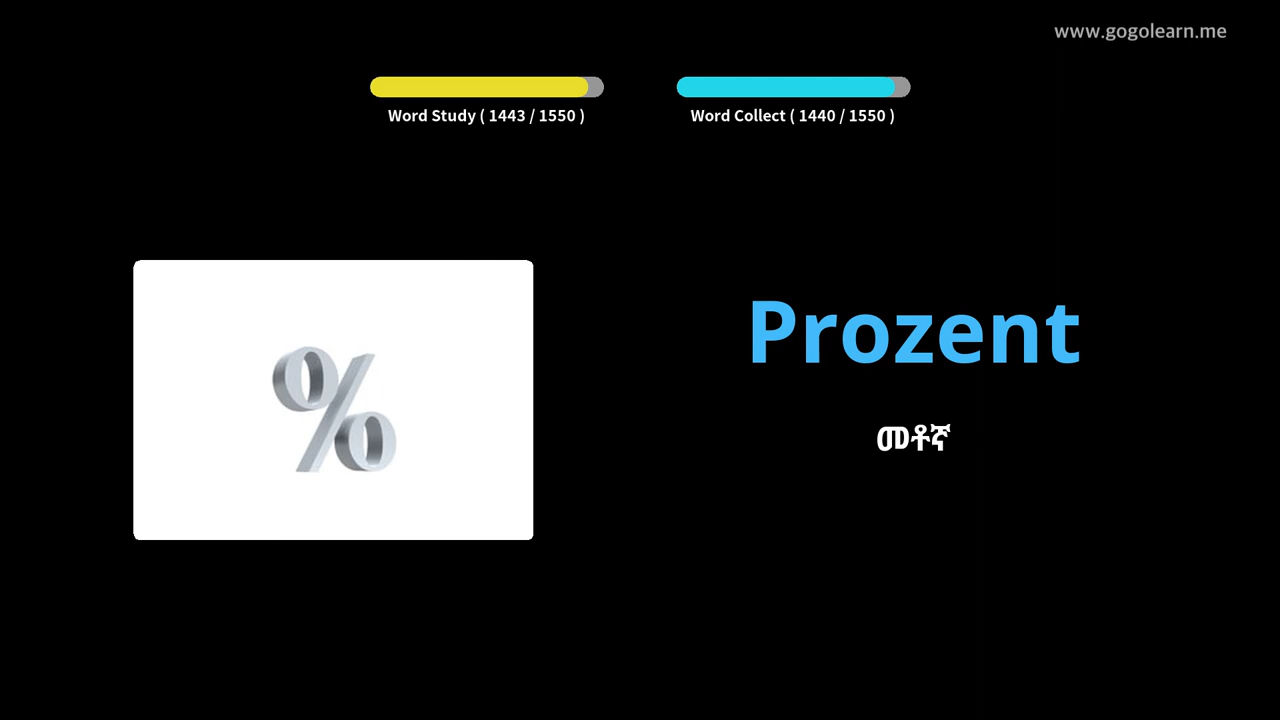 www.gogolearn.me
Word Study ( 1443 / 1550 )
Word Collect ( 1440 / 1550 )
%
Prozent
መቶኛ